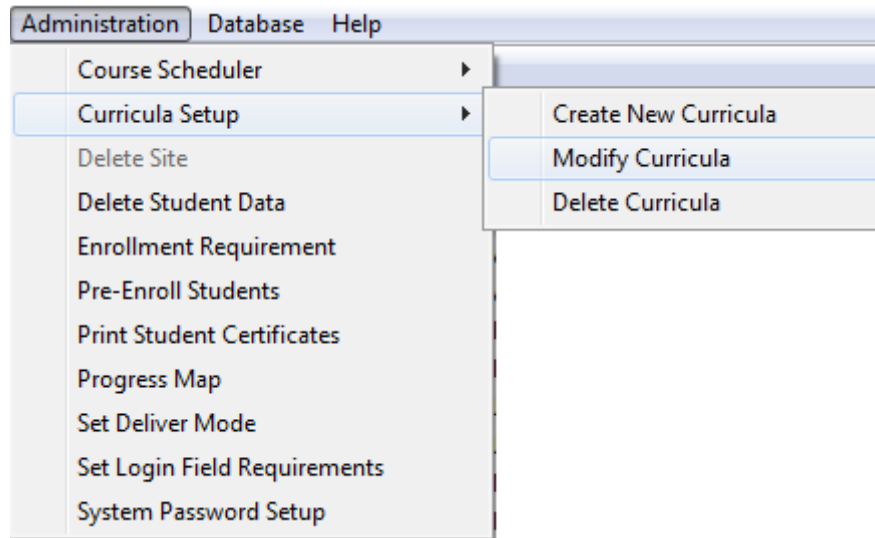 Administration Database Help
Course Scheduler
Curricula Setup
Create New Curricula
Delete Site
Modify Curricula
Delete Student Data
Delete Curricula
Enrollment Requirement
Pre-Enroll Students
Print Student Certificates
Progress Map
Set Deliver Mode
Set Login Field Requirements
System Password Setup